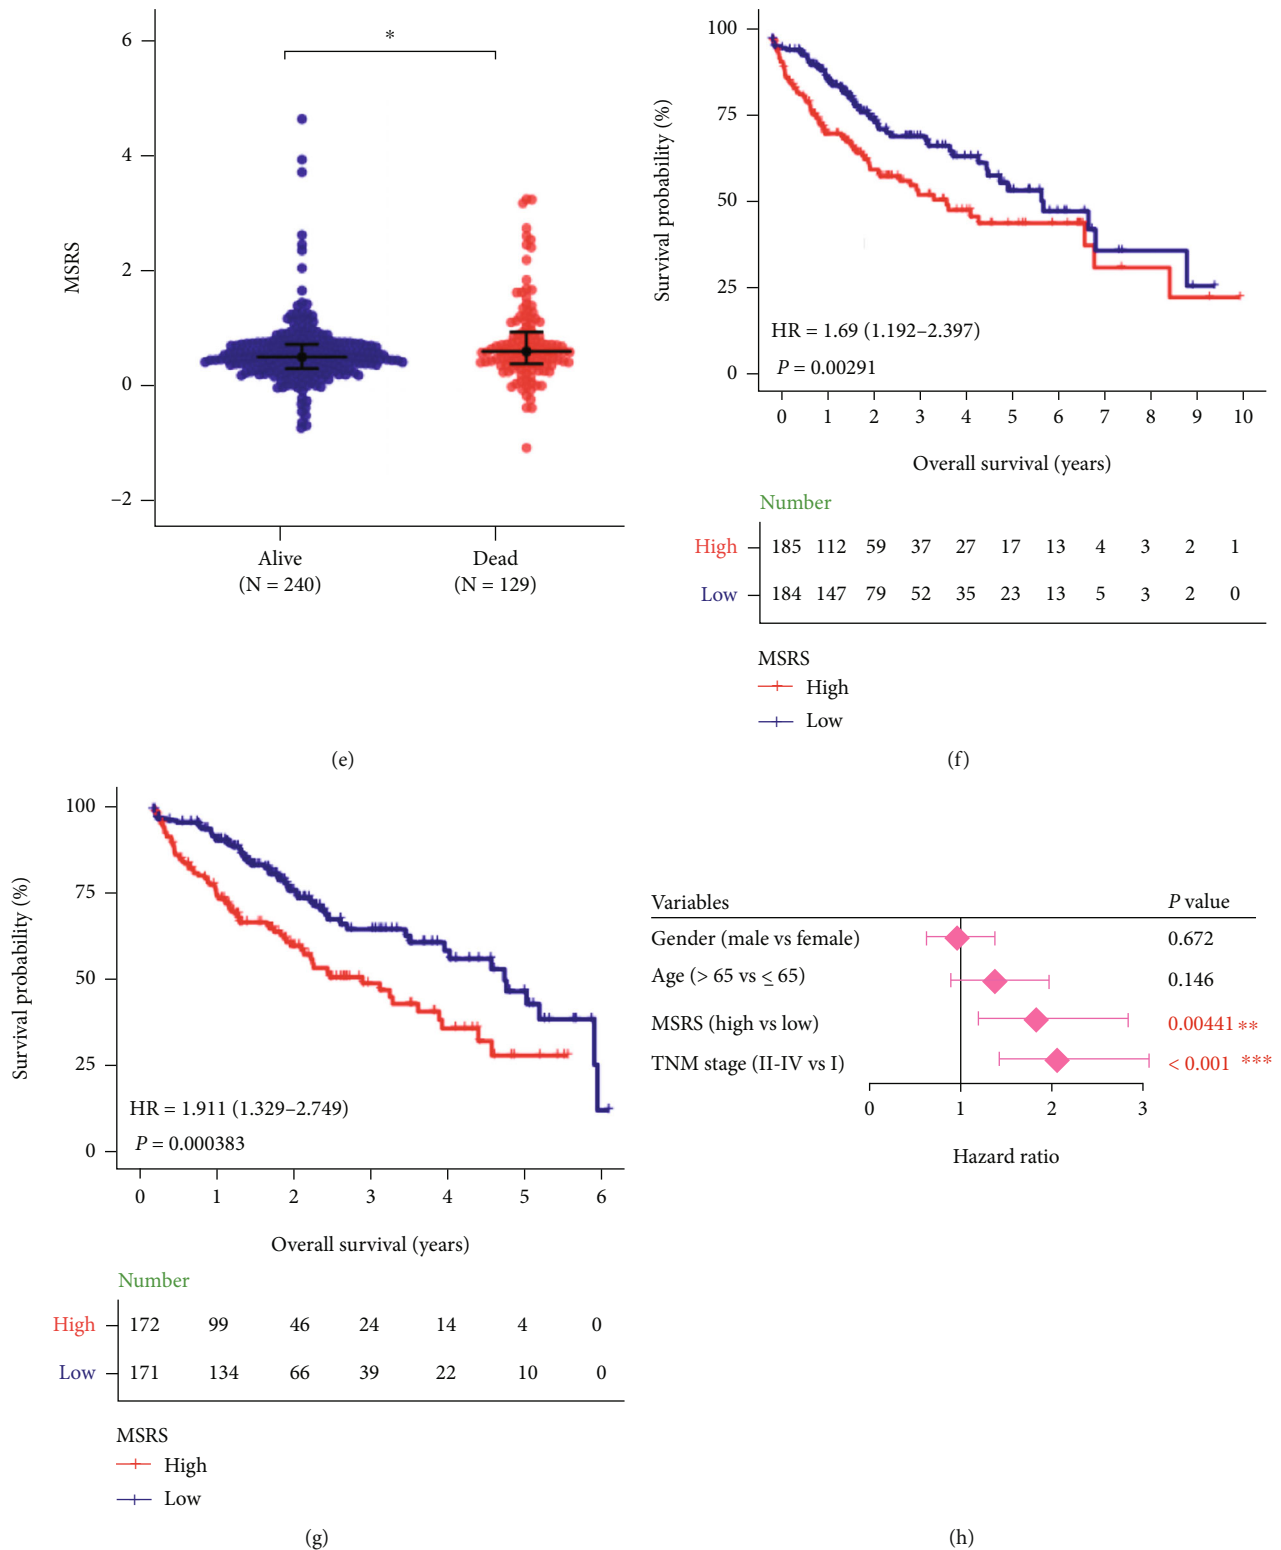 6
4
2
0
–2
MSRS
*
Alive
(N = 240)
Dead
(N = 129)
(e)
100
75
50
25
0
Survival probability (%)
HR = 1.69 (1.192–2.397)
P = 0.00291
0 1 2 3 4 5 6 7 8 9 10
Overall survival (years)
Number
High 185 112 59 37 27 17 13 4 3 2 1
Low 184 147 79 52 35 23 13 5 3 2 0
MSRS
High
Low
(f)
100
75
50
25
0
Survival probability (%)
HR = 1.911 (1.329–2.749)
P = 0.000383
0 1 2 3 4 5 6
Overall survival (years)
Number
High 172 99 46 24 14 4 0
Low 171 134 66 39 22 10 0
MSRS
High
Low
(g)
Variables P value
Gender (male vs female) 0.672
Age (> 65 vs ≤ 65) 0.146
MSRS (high vs low) 0.00441 **
TNM stage (II-IV vs I) < 0.001 ***
0 1 2 3
Hazard ratio
(h)